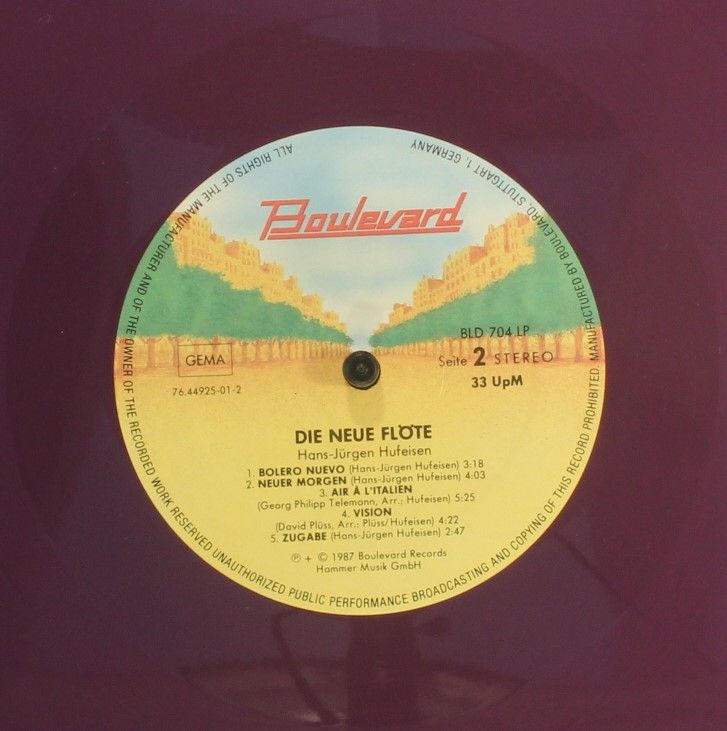 ALL RIGHTS OF THE MANUFACTURER AND OF THE OWNER OF THE RECORDED WORK RESERVED UNAUTHORIZED PUBLIC PERFORMANCE BROADCASTING AND COPYING OF THIS RECORD PROHIBITED. MANUFACTURED BY BOULEVARD, STUTTGART 1, GERMANY
Boulevard
BLD 704 LP
GEMA
Seite 2 STEREO
76.44925-01-2
33 UpM
DIE NEUE FLÖTE
Hans-Jürgen Hufeisen
1. BOLERO NUEVO (Hans-Jürgen Hufeisen) 3:18
2. NEUER MORGEN (Hans-Jürgen Hufeisen) 4:03
3. AIR À L'ITALIEN
(Georg Philipp Telemann, Arr.: Hufeisen) 5:25
4. VISION
(David Plüss, Arr.: Plüss/Hufeisen) 4:22
5. ZUGABE (Hans-Jürgen Hufeisen) 2:47
℗ + © 1987 Boulevard Records
Hammer Musik GmbH